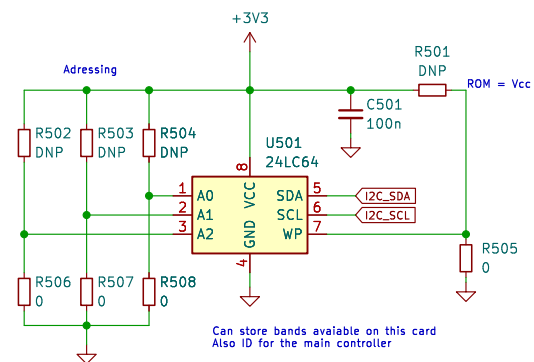 +3V3
Adressing
R501
DNP
ROM = Vcc
C501
100n
R502
DNP
R503
DNP
R504
DNP
U501
24LC64
8
VCC
1
A0
SDA
5
I2C_SDA
2
A1
SCL
6
I2C_SCL
3
A2
WP
7
GND
4
R505
0
R506
0
R507
0
R508
0
Can store bands avaiable on this card
Also ID for the main controller